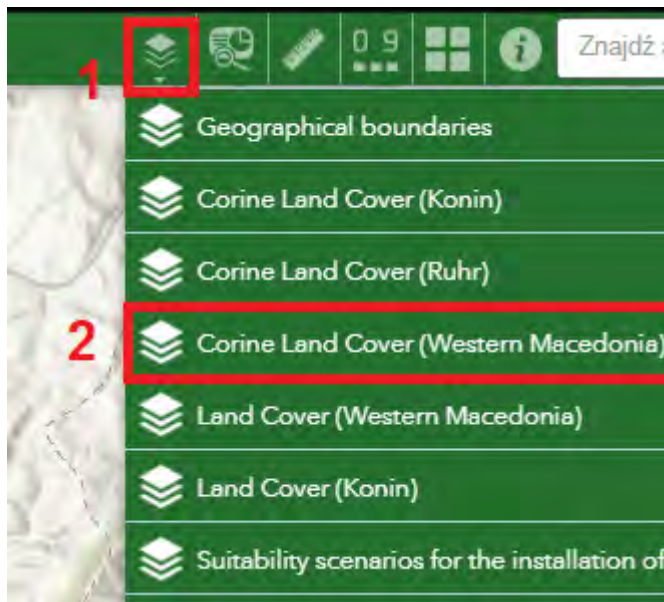 1
0 9
i
Znajdź
Geographical boundaries
Corine Land Cover (Konin)
Corine Land Cover (Ruhr)
2
Corine Land Cover (Western Macedonia)
Land Cover (Western Macedonia)
Land Cover (Konin)
Suitability scenarios for the installation of